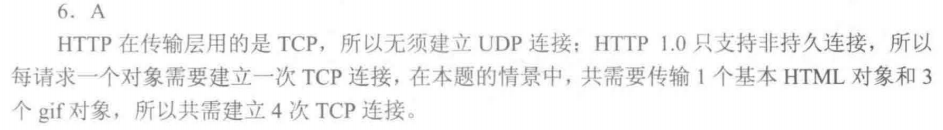 6．A
HTTP 在传输层用的是 TCP，所以无须建立 UDP 连接；HTTP 1.0 只支持非持久连接，所以
每请求一个对象需要建立一次 TCP 连接，在本题的情景中，共需要传输 1 个基本 HTML 对象和 3
个 gif 对象，所以共需建立 4 次 TCP 连接。